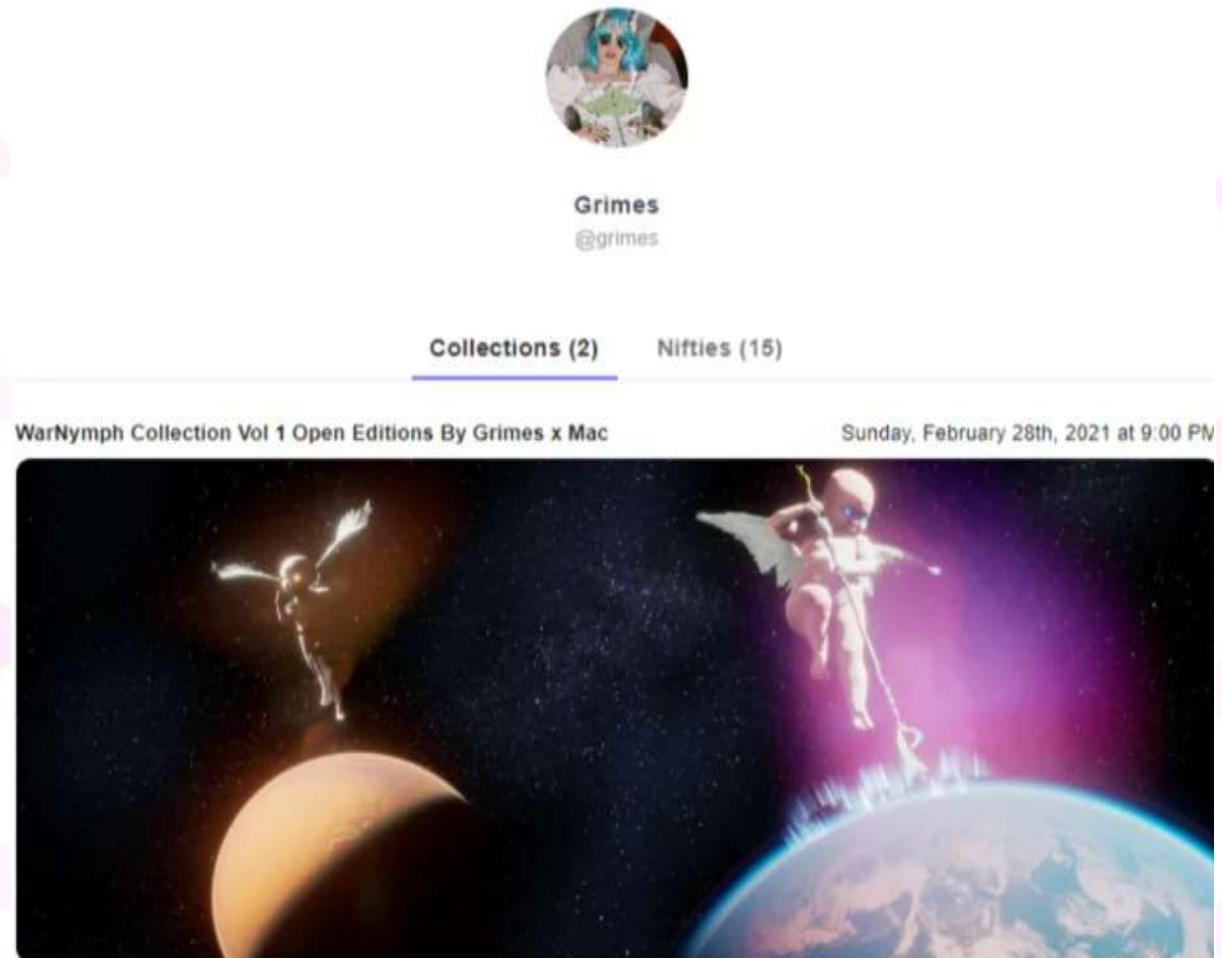 Grimes
@grimes
Collections (2) Nifties (15)
WarNymph Collection Vol 1 Open Editions By Grimes x Mac Sunday, February 28th, 2021 at 9:00 PM